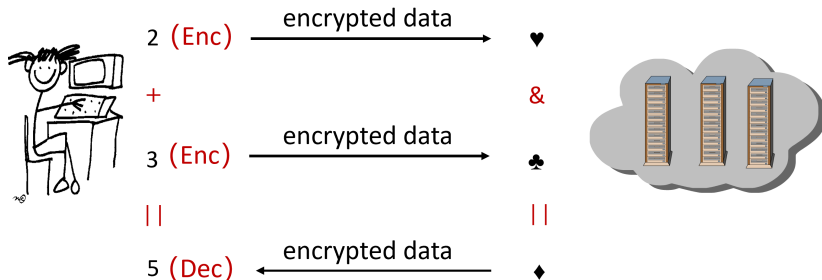 2 (Enc) encrypted data ♥
+ &
3 (Enc) encrypted data ♣
|| ||
5 (Dec) encrypted data ♦